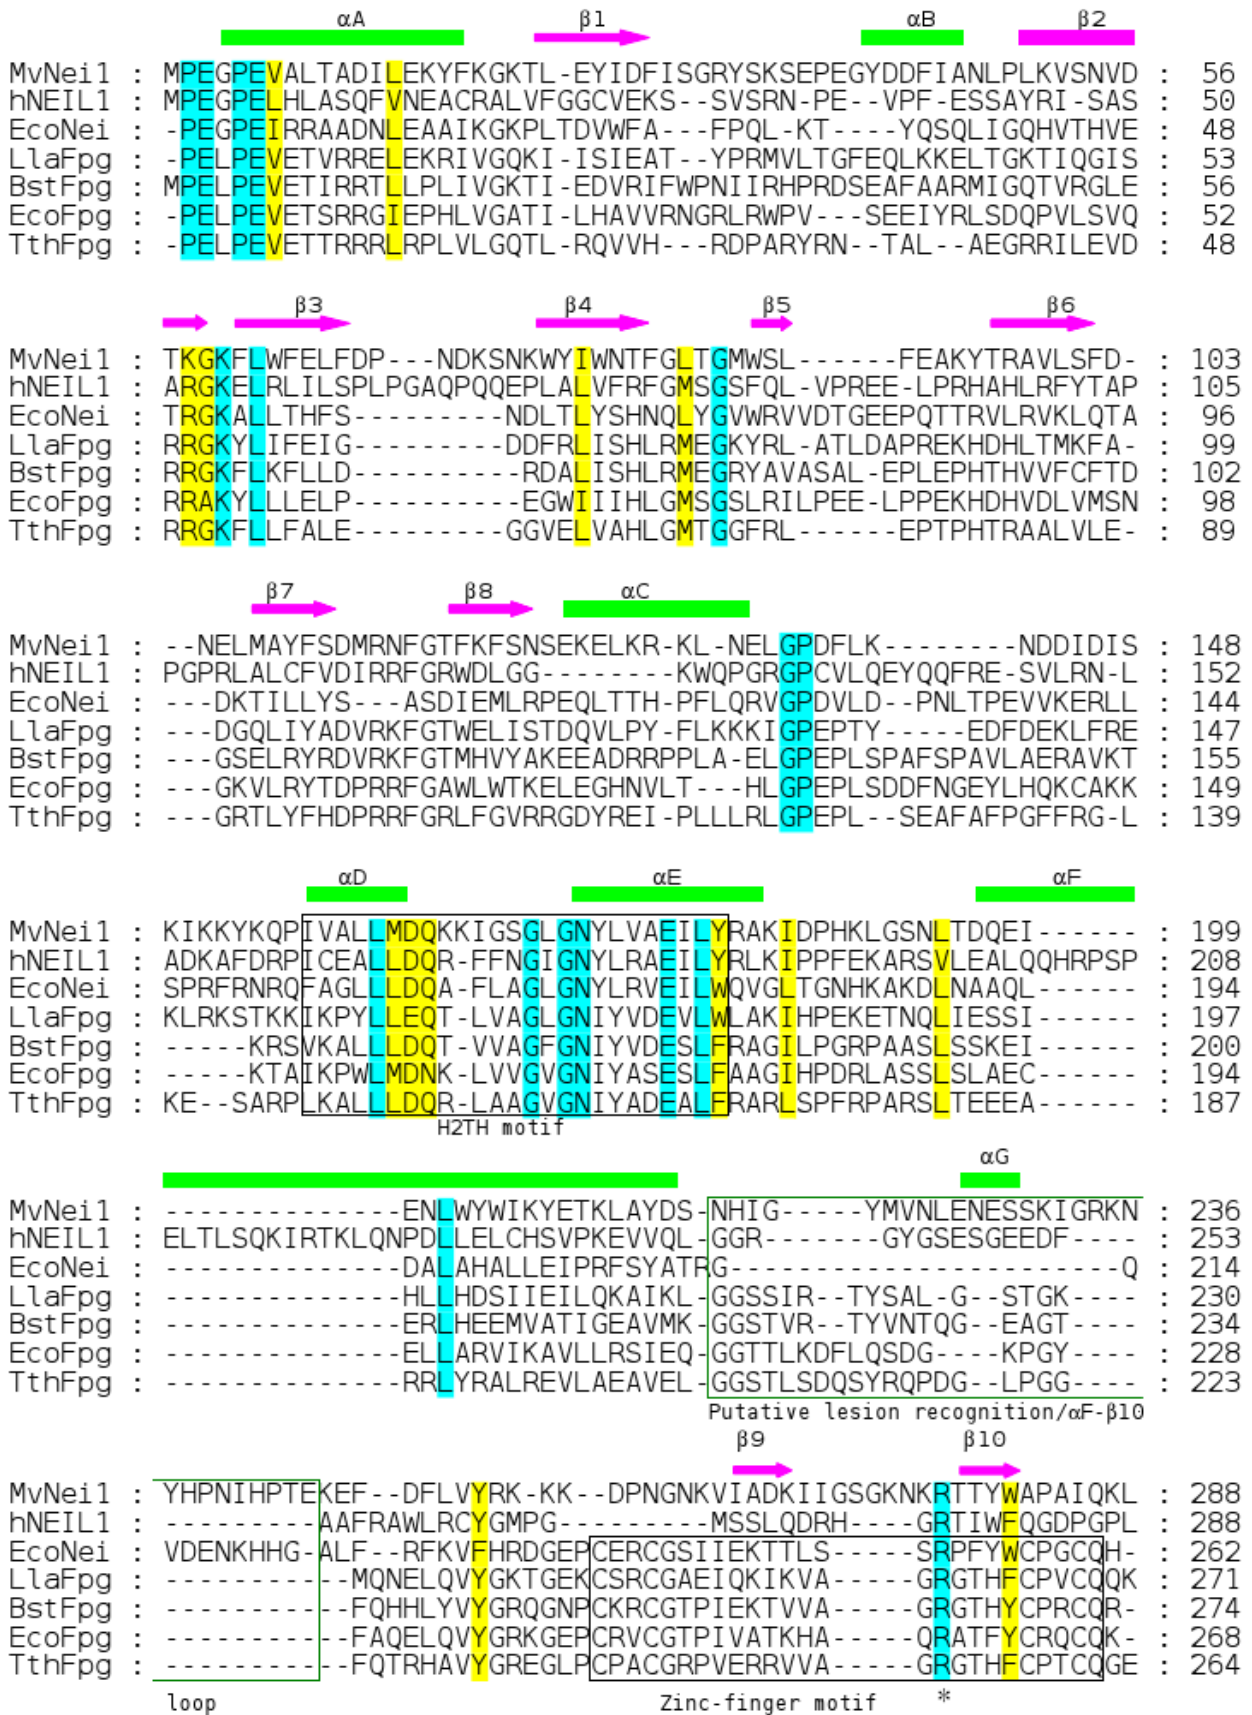 αA β1 αB β2
MvNei1 : MPEGPEVALTADILEKYFKGKTL-EYIDFISGRYSKSEPEGYDDFIANLPLKVSNVD : 56
hNEIL1 : MPEGPELHLASQFVNEACRALVFGGCVEKS--SVSRN-PE--VPF-ESSAYRI-SAS : 50
EcoNei : -PEGPEIRRAADNLEAAIKGKPLTDVWFA---FPQL-KT----YQSQLIGQHVTHVE : 48
LlaFpg : -PELPEVETVRRELEKRIVGQKI-ISIEAT--YPRMVLTGFEQLKKELTGKTIQGIS : 53
BstFpg : MPELPEVETIRRTLLPLIVGKTI-EDVRIFWPNIIRHPRDSEAFAARMIGQTVRGLE : 56
EcoFpg : -PELPEVETSRRGIEPHLVGATI-LHAVVRNGRLRWPV---SEEIYRLSDQPVLSVQ : 52
TthFpg : -PELPEVETTRRRLRPLVLGQTL-RQVVH---RDPARYRN--TAL--AEGRRILEVD : 48
β3 β4 β5 β6
MvNei1 : TKGKFLWFELFDP---NDKSNKWYIWNTFGLTGMWSL------FEAKYTRAVLSFD- : 103
hNEIL1 : ARGKELRLILSPLPGAQPQQEPLALVFRFGMSGSFQL-VPREE-LPRHAHLRFYTAP : 105
EcoNei : TRGKALLTHFS---------NDLTLYSHNQLYGVWRVVDTGEEPQTTRVLRVKLQTA : 96
LlaFpg : RRGKYLIFEIG---------DDFRLISHLRMEGKYRL-ATLDAPREKHDHLTMKFA- : 99
BstFpg : RRGKFLKFLLD----------RDALISHLRMEGRYAVASAL-EPLEPHTHVVFCFTD : 102
EcoFpg : RRAKYLLLELP---------EGWIIIHLGMSGSLRILPEE-LPPEKHDHVDLVMSN : 98
TthFpg : RRGKFLLFALE---------GGVELVAHLGMTGGFRL------EPTPHTRAALVLE- : 89
β7 β8 αC
MvNei1 : --NELMAYFSDMRNFGTFKFSNSEKELKR-KL-NELGPDFLK--------NDDIDIS : 148
hNEIL1 : PGPRLALCFVDIRRFGRWDLGG--------KWQPGRGPCVLQEYQQFRE-SVLRN-L : 152
EcoNei : ---DKTILLYS---ASDIEMLRPEQLTTH-PFLQRVGPDVLD--PNLTPEVVKERLL : 144
LlaFpg : ---DGQLIYADVRKFGTWELISTDQVLPY-FLKKKIGPEPTY-----EDFDEKLFRE : 147
BstFpg : ---GSELRYRDVRKFGTMHVYAKEEADRRPPLA-ELGPEPLSPAFSPAVLAERAVKT : 155
EcoFpg : ---GKVLRYTDPRRFGAWLWTKELEGHNVLT---HLGPEPLSDDFNGEYLHQKCAKK : 149
TthFpg : ---GRTLYFHDPRRFGRLFGVRRGDYREI-PLLLRLGPEPL--SEAFAFPGFFRG-L : 139
αD αE αF
MvNei1 : KIKKYKQPIVALLMDQKKIGSGLGNYLVAEILYRAKIDPHKLGSNLTDQEI------ : 199
hNEIL1 : ADKAFDRPICEALLDQR-FFNGIGNYLRAEILYRLKIPPFEKARSVLEALQQHRPSP : 208
EcoNei : SPRFRNRQFAGLLLDQA-FLAGLGNYLRVEILWQVGLTGNHKAKDLNAAQL------ : 194
LlaFpg : KLRKSTKKIKPYLLEQT-LVAGLGNIYVDEVLWLAKIHPEKETNQLIESSI------ : 197
BstFpg : -----KRSVKALLLDQT-VVAGFGNIYVDESLFRAGILPGRPAASLSSKEI------ : 200
EcoFpg : -----KTAIKPWLMDNK-LVVGVGNIYASESLFAAGIHPDRLASSLSLAEC------ : 194
TthFpg : KE--SARPLKALLLDQR-LAAGVGNIYADEALFRARLSPFRPARSLTEEEA------ : 187
H2TH motif
αG
MvNei1 : --------------ENLWYWIKYETKLAYDS-NHIG-----YMVNLENESSKIGRKN : 236
hNEIL1 : ELTLSQKIRTKLQNPDLLELCHSVPKEVVQL-GGR-------GYGSESGEEDF---- : 253
EcoNei : --------------DALAHALLEIPRFSYATRG-----------------------Q : 214
LlaFpg : --------------HLLHDSIIEILQKAIKL-GGSSIR--TYSAL-G--STGK---- : 230
BstFpg : --------------ERLHEEMVATIGEAVMK-GGSTVR--TYVNTQG--EAGT---- : 234
EcoFpg : --------------ELLARVIKAVLLRSIEQ-GGTTLKDFLQSDG----KPGY---- : 228
TthFpg : --------------RRLYRALREVLAEAVEL-GGSTLSDQSYRQPDG--LPGG---- : 223
Putative lesion recognition/αF-β10
β9 β10
MvNei1 : YHPNIHPTEKEF--DFLVYRK-KK--DPNGNKVIADKIIGSGKNKRTTYWAPAIQKL : 288
hNEIL1 : ---------AAFRAWLRCYGMPG---------MSSLQDRH----GRTIWFQGDPGPL : 288
EcoNei : VDENKHHG-ALF--RFKVFHRDGEPCERCGSIIEKTTLS-----SRPFYWCPGCQH- : 262
LlaFpg : -----------MQNELQVYGKTGEKCSRCGAEIQKIKVA-----GRGTHFCPVCQQK : 271
BstFpg : -----------FQHHLYVYGRQGNPCKRCGTPIEKTVVA-----GRGTHYCPRCQR- : 274
EcoFpg : -----------FAQELQVYGRKGEPCRVCGTPIVATKHA-----QRATFYCRQCQK- : 268
TthFpg : -----------FQTRHAVYGREGLPCPACGRPVERRVVA-----GRGTHFCPTCQGE : 264
loop Zinc-finger motif *